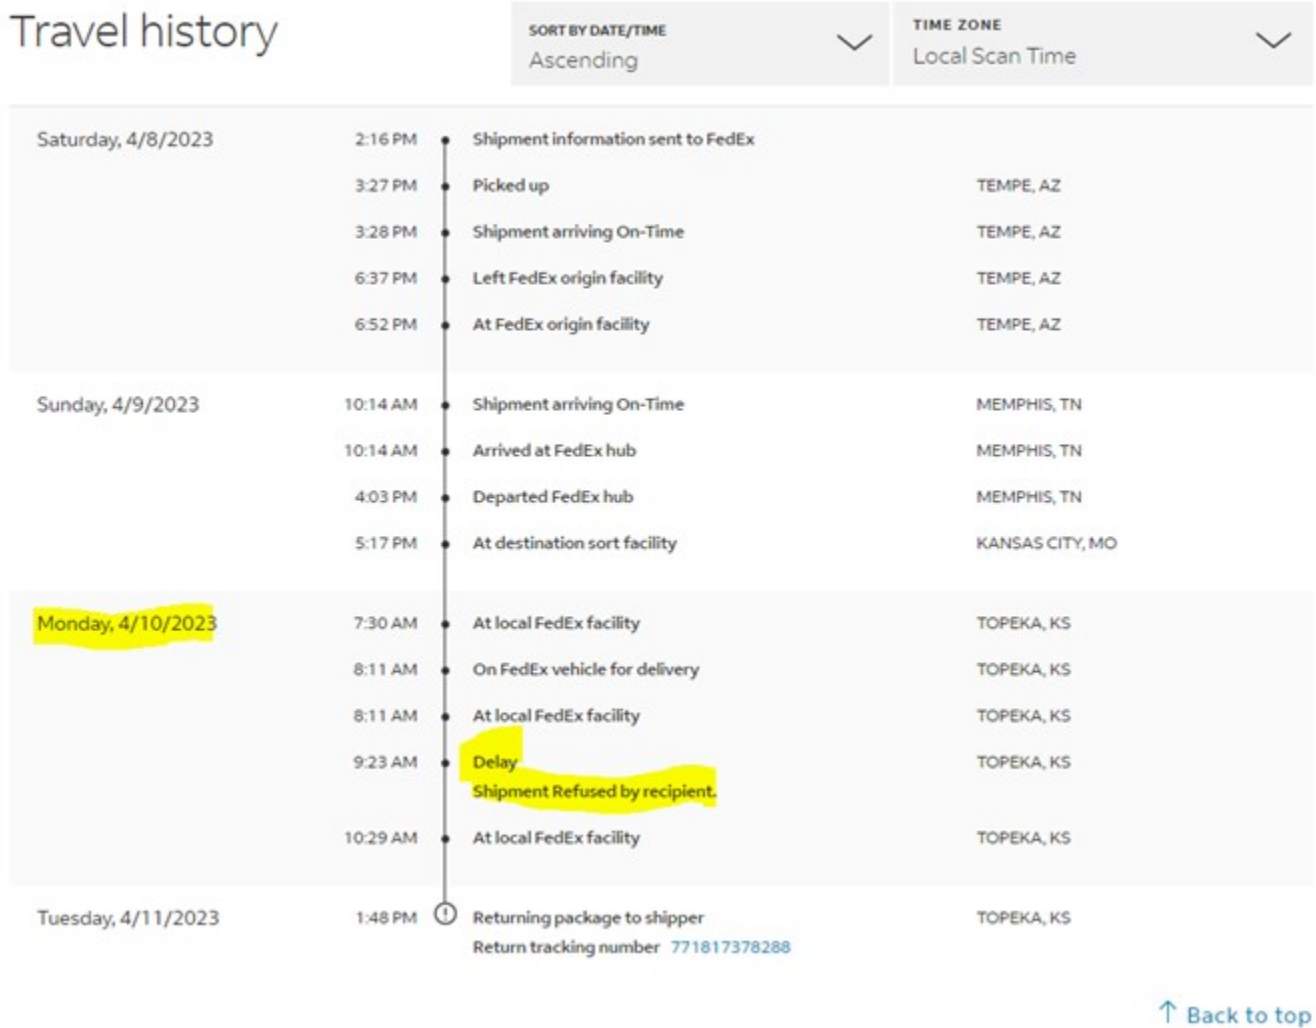 Travel history
SORT BY DATE/TIME
Ascending
TIME ZONE
Local Scan Time
Saturday, 4/8/2023 2:16 PM Shipment information sent to FedEx
3:27 PM Picked up TEMPE, AZ
3:28 PM Shipment arriving On-Time TEMPE, AZ
6:37 PM Left FedEx origin facility TEMPE, AZ
6:52 PM At FedEx origin facility TEMPE, AZ
Sunday, 4/9/2023 10:14 AM Shipment arriving On-Time MEMPHIS, TN
10:14 AM Arrived at FedEx hub MEMPHIS, TN
4:03 PM Departed FedEx hub MEMPHIS, TN
5:17 PM At destination sort facility KANSAS CITY, MO
Monday, 4/10/2023 7:30 AM At local FedEx facility TOPEKA, KS
8:11 AM On FedEx vehicle for delivery TOPEKA, KS
8:11 AM At local FedEx facility TOPEKA, KS
9:23 AM Delay TOPEKA, KS
Shipment Refused by recipient.
10:29 AM At local FedEx facility TOPEKA, KS
Tuesday, 4/11/2023 1:48 PM Returning package to shipper TOPEKA, KS
Return tracking number 771817378288
↑ Back to top